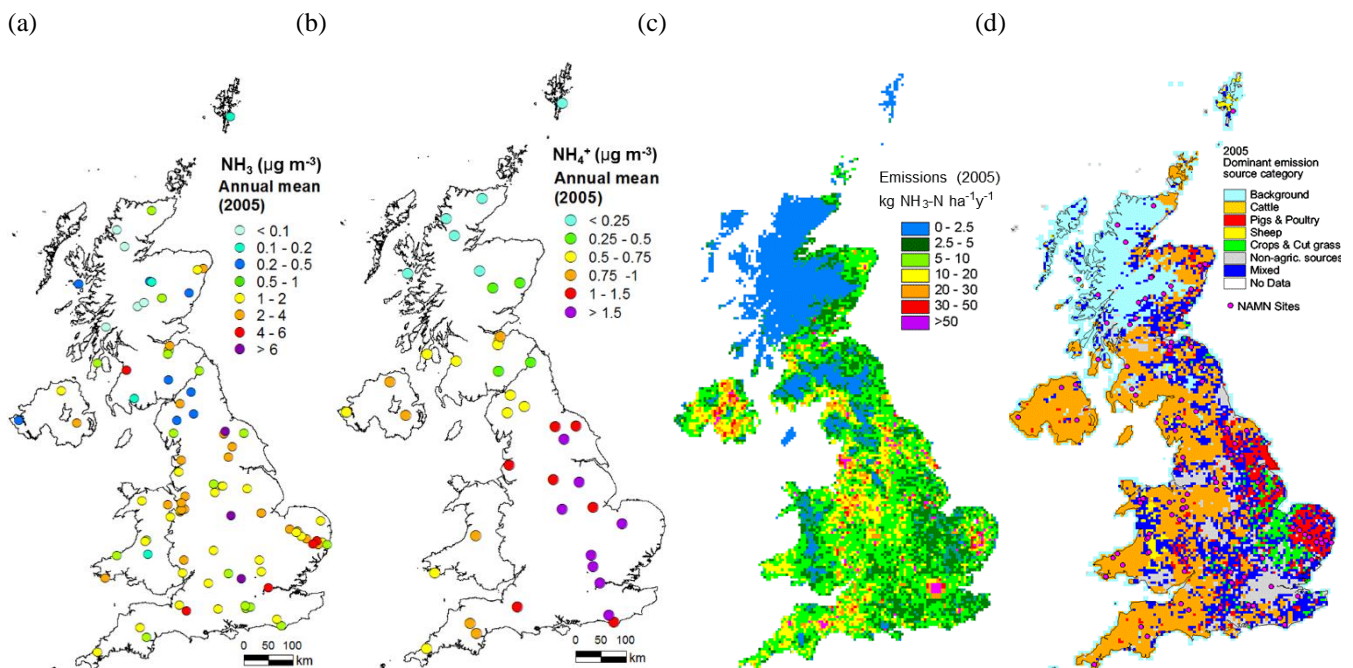 (a)
(b)
(c)
(d)
NH₃ (µg m⁻³)
Annual mean
(2005)
< 0.1
0.1 - 0.2
0.2 - 0.5
0.5 - 1
1 - 2
2 - 4
4 - 6
> 6
0 50 100
km
NH₄⁺ (µg m⁻³)
Annual mean
(2005)
< 0.25
0.25 - 0.5
0.5 - 0.75
0.75 -1
1 - 1.5
> 1.5
0 50 100
km
Emissions (2005)
kg NH₃-N ha⁻¹y⁻¹
0 - 2.5
2.5 - 5
5 - 10
10 - 20
20 - 30
30 - 50
>50
2005
Dominant emission
source category
Background
Cattle
Pigs & Poultry
Sheep
Crops & Cut grass
Non-agric. sources
Mixed
No Data
NAMN Sites